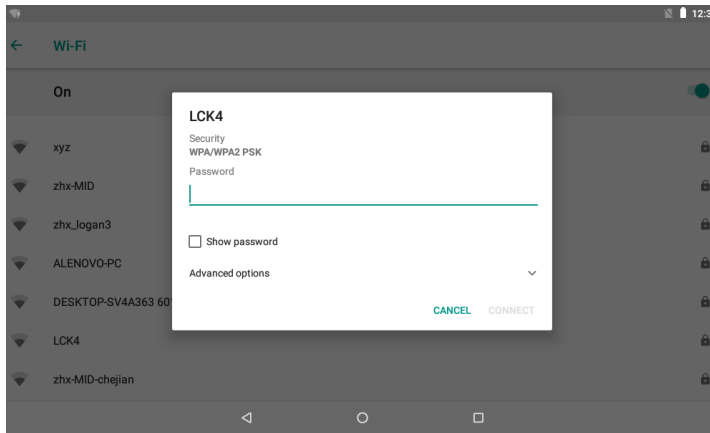 12:3
Wi-Fi
On
LCK4
Security
WPA/WPA2 PSK
Password
Show password
Advanced options
CANCEL CONNECT
xyz
zhx-MID
zhx_logan3
ALENOVO-PC
DESKTOP-SV4A363 60
LCK4
zhx-MID-chejian